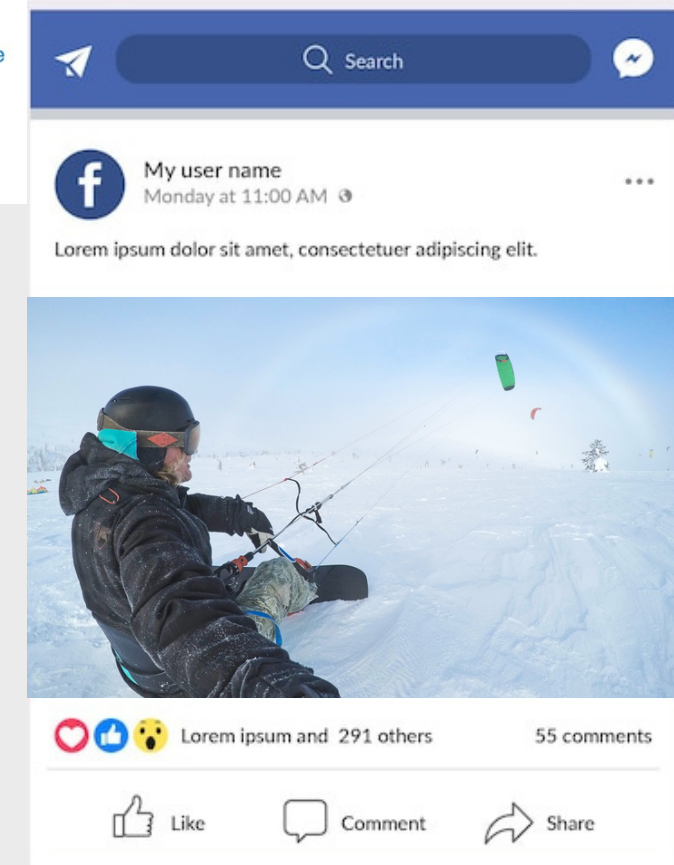 e
Search
f
My user name
Monday at 11:00 AM
Lorem ipsum dolor sit amet, consectetuer adipiscing elit.
Lorem ipsum and 291 others
55 comments
Like
Comment
Share